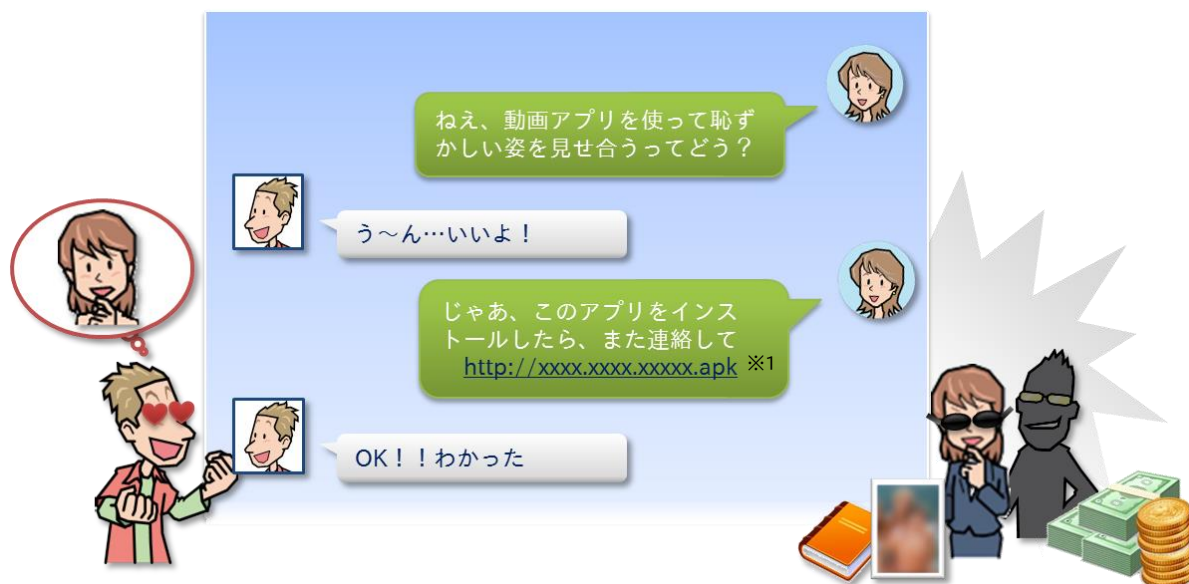 ねえ、動画アプリを使って恥ず
かしい姿を見せ合うってどう？
う～ん…いいよ！
じゃあ、このアプリをインス
トールしたら、また連絡して
http://xxxx.xxxx.xxxxx.apk ※1
OK！！わかった